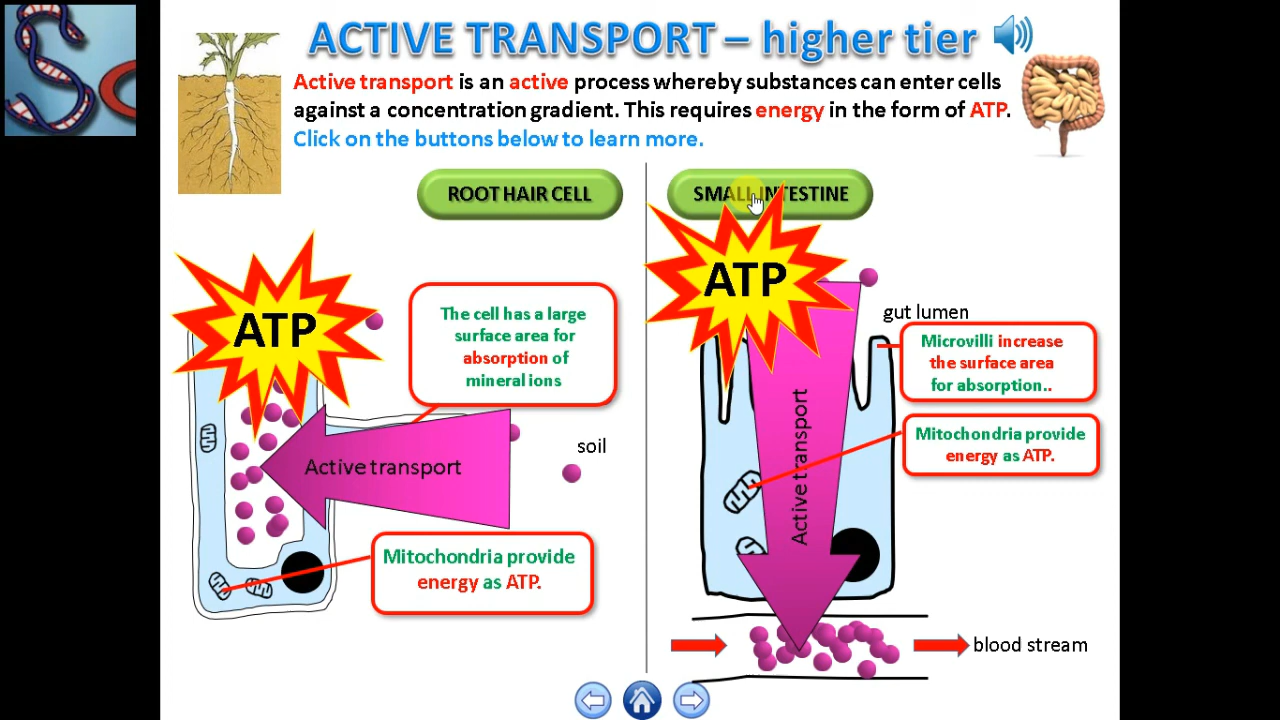 ACTIVE TRANSPORT – higher tier
Active transport is an active process whereby substances can enter cells
against a concentration gradient. This requires energy in the form of ATP.
Click on the buttons below to learn more.
ROOT HAIR CELL
SMALL INTESTINE
ATP
The cell has a large
surface area for
absorption of
mineral ions
Active transport
soil
Mitochondria provide
energy as ATP.
ATP
gut lumen
Microvilli increase
the surface area
for absorption..
Mitochondria provide
energy as ATP.
Active transport
blood stream